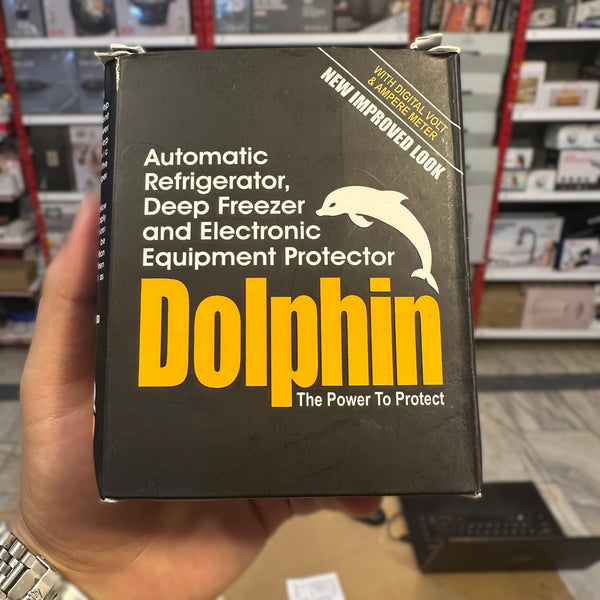 WITH DIGITAL VOLT
& AMPERE METER
NEW IMPROVED LOOK
Automatic
Refrigerator,
Deep Freezer
and Electronic
Equipment Protector
Dolphin
The Power To Protect